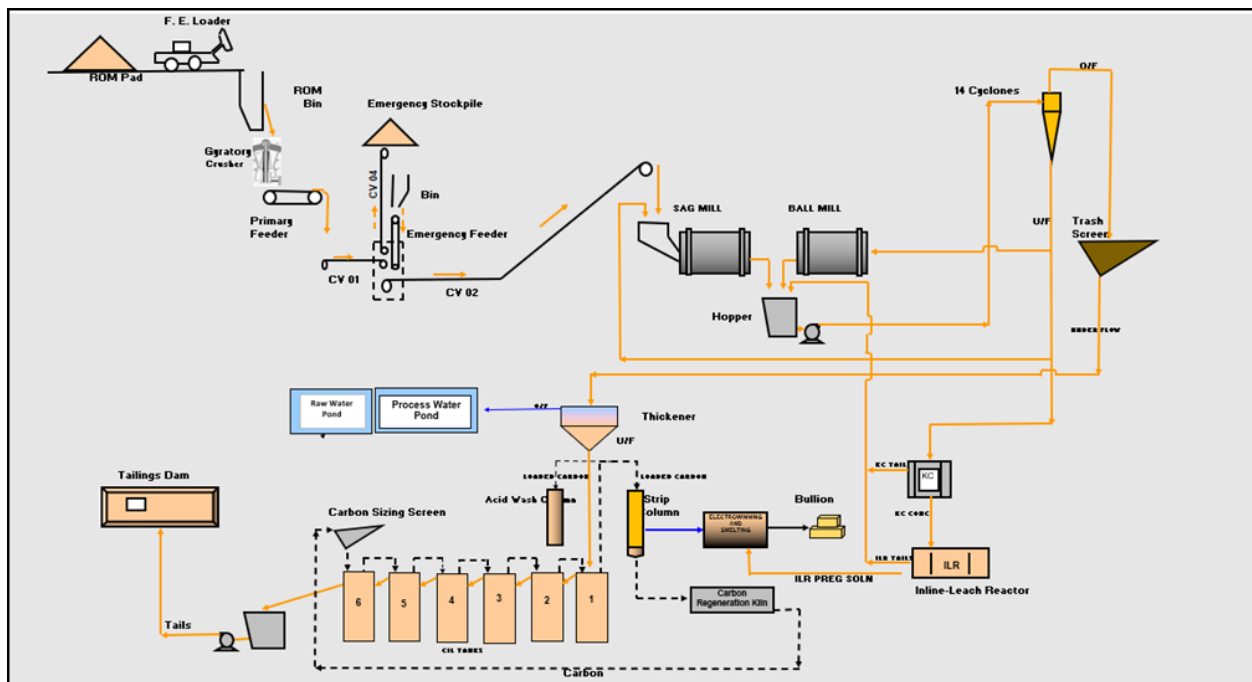 F. E. Loader
ROM Pad
ROM
Bin
Gyratory
Crusher
Primary
Feeder
Emergency Stockpile
CV 04
Bin
Emergency Feeder
CV 01
CV 02
SAG MILL
BALL MILL
Hopper
14 Cyclones
O/F
U/F
Trash
Screen
UNDERFLOW
Raw Water
Pond
Process Water
Pond
O/F
Thickener
U/F
Tailings Dam
LOADED CARBON
LOADED CARBON
Acid Wash
Strip
Column
Carbon Sizing Screen
ELECTROWINNING
AND
SMELTING
Bullion
KC TAIL
KC
KC CONC
ILR TAILS
ILR
ILR PREG SOLN
Inline-Leach Reactor
Carbon
Regeneration Kiln
6
5
4
3
2
1
CIL TANKS
Tails
Carbon